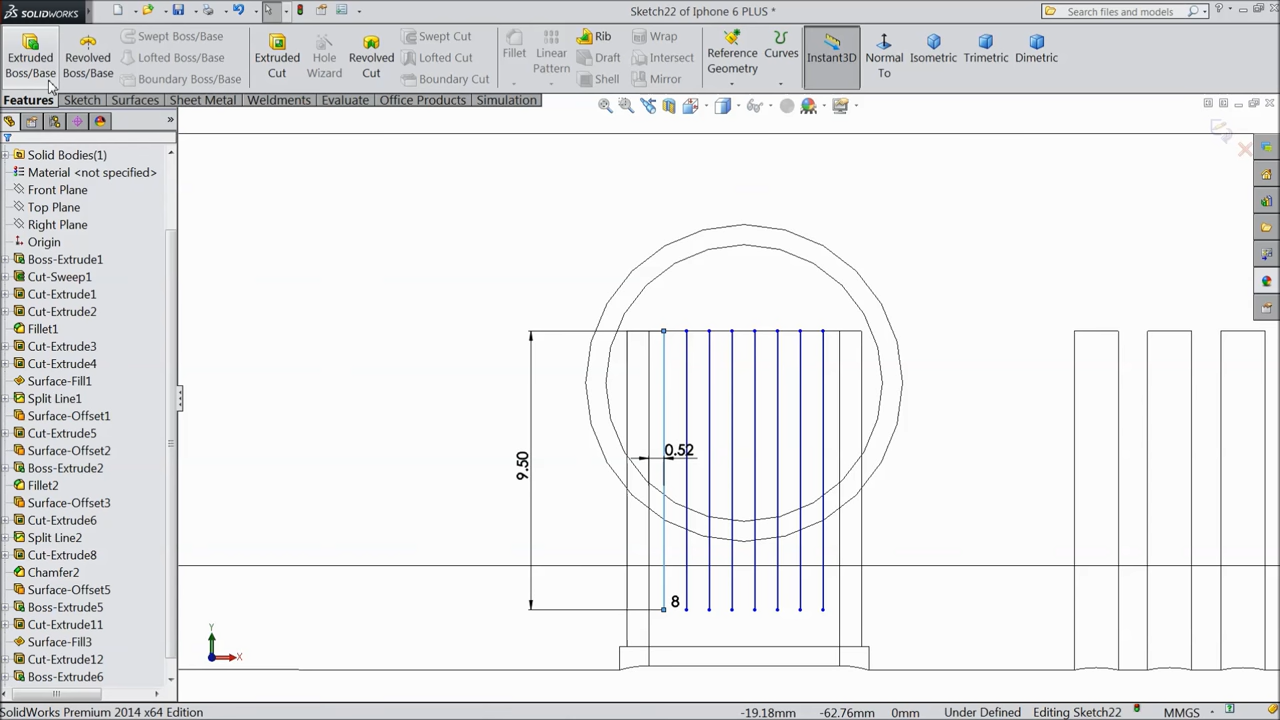 SOLIDWORKS
Sketch22 of Iphone 6 PLUS *
Search files and models
Extruded Boss/Base
Revolved Boss/Base
Swept Boss/Base
Lofted Boss/Base
Boundary Boss/Base
Extruded Cut
Hole Wizard
Revolved Cut
Swept Cut
Lofted Cut
Boundary Cut
Fillet
Linear Pattern
Rib
Draft
Shell
Wrap
Intersect
Mirror
Reference Geometry
Curves
Instant3D
Normal To
Isometric
Trimetric
Dimetric
Features
Sketch
Surfaces
Sheet Metal
Weldments
Evaluate
Office Products
Simulation
Solid Bodies(1)
Material <not specified>
Front Plane
Top Plane
Right Plane
Origin
Boss-Extrude1
Cut-Sweep1
Cut-Extrude1
Cut-Extrude2
Fillet1
Cut-Extrude3
Cut-Extrude4
Surface-Fill1
Split Line1
Surface-Offset1
Cut-Extrude5
Surface-Offset2
Boss-Extrude2
Fillet2
Surface-Offset3
Cut-Extrude6
Split Line2
Cut-Extrude8
Chamfer2
Surface-Offset5
Boss-Extrude5
Cut-Extrude11
Surface-Fill3
Cut-Extrude12
Boss-Extrude6
0.52
9.50
8
Y
X
SolidWorks Premium 2014 x64 Edition
-19.18mm
-62.76mm
0mm
Under Defined
Editing Sketch22
MMGS